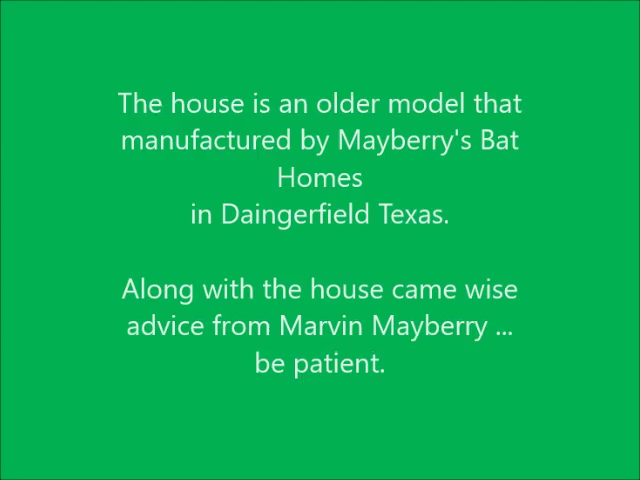 The house is an older model that
manufactured by Mayberry's Bat
Homes
in Daingerfield Texas.
Along with the house came wise
advice from Marvin Mayberry ...
be patient.